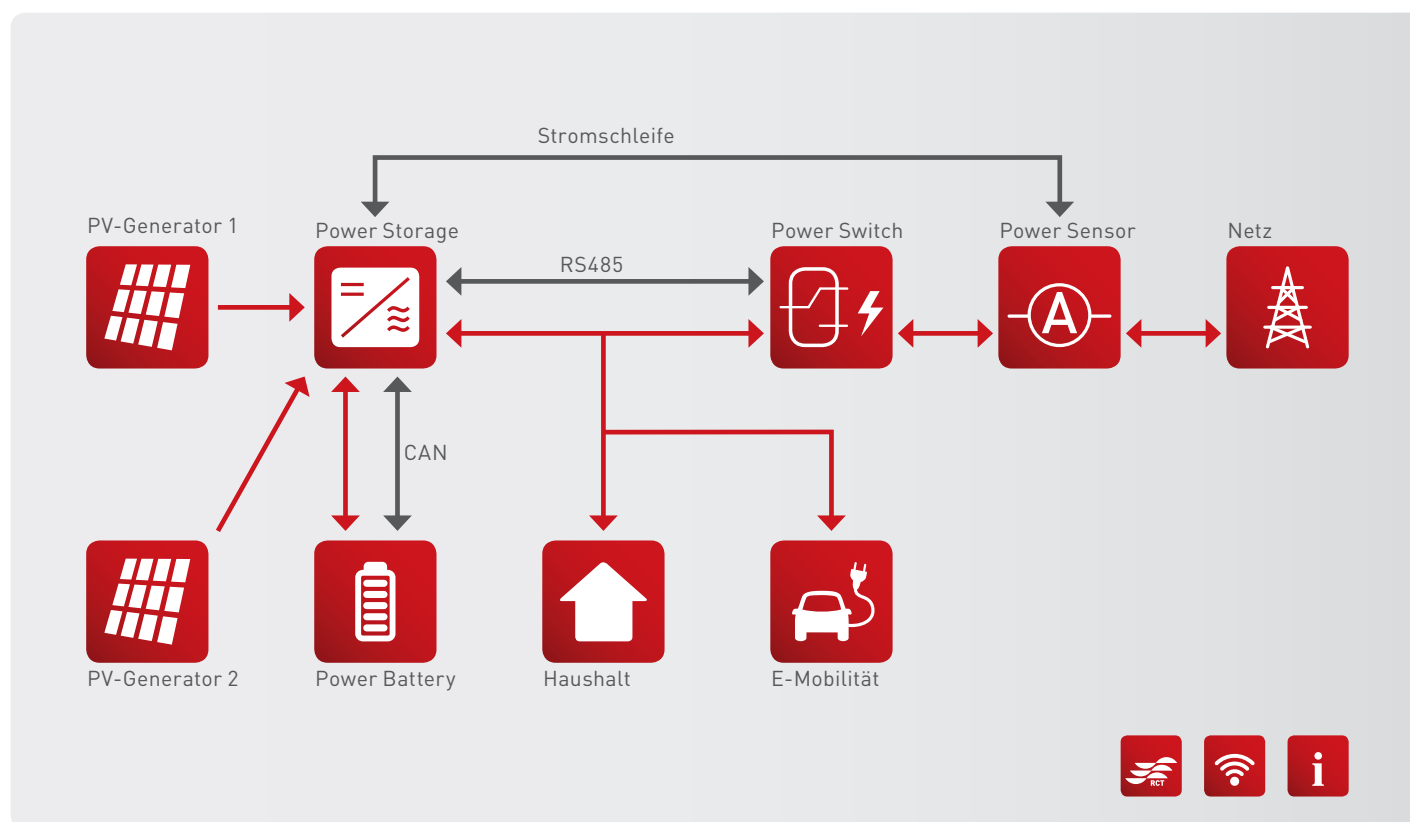 Stromschleife
PV-Generator 1
Power Storage
Power Switch
Power Sensor
Netz
RS485
A
CAN
PV-Generator 2
Power Battery
Haushalt
E-Mobilität
RCT
i